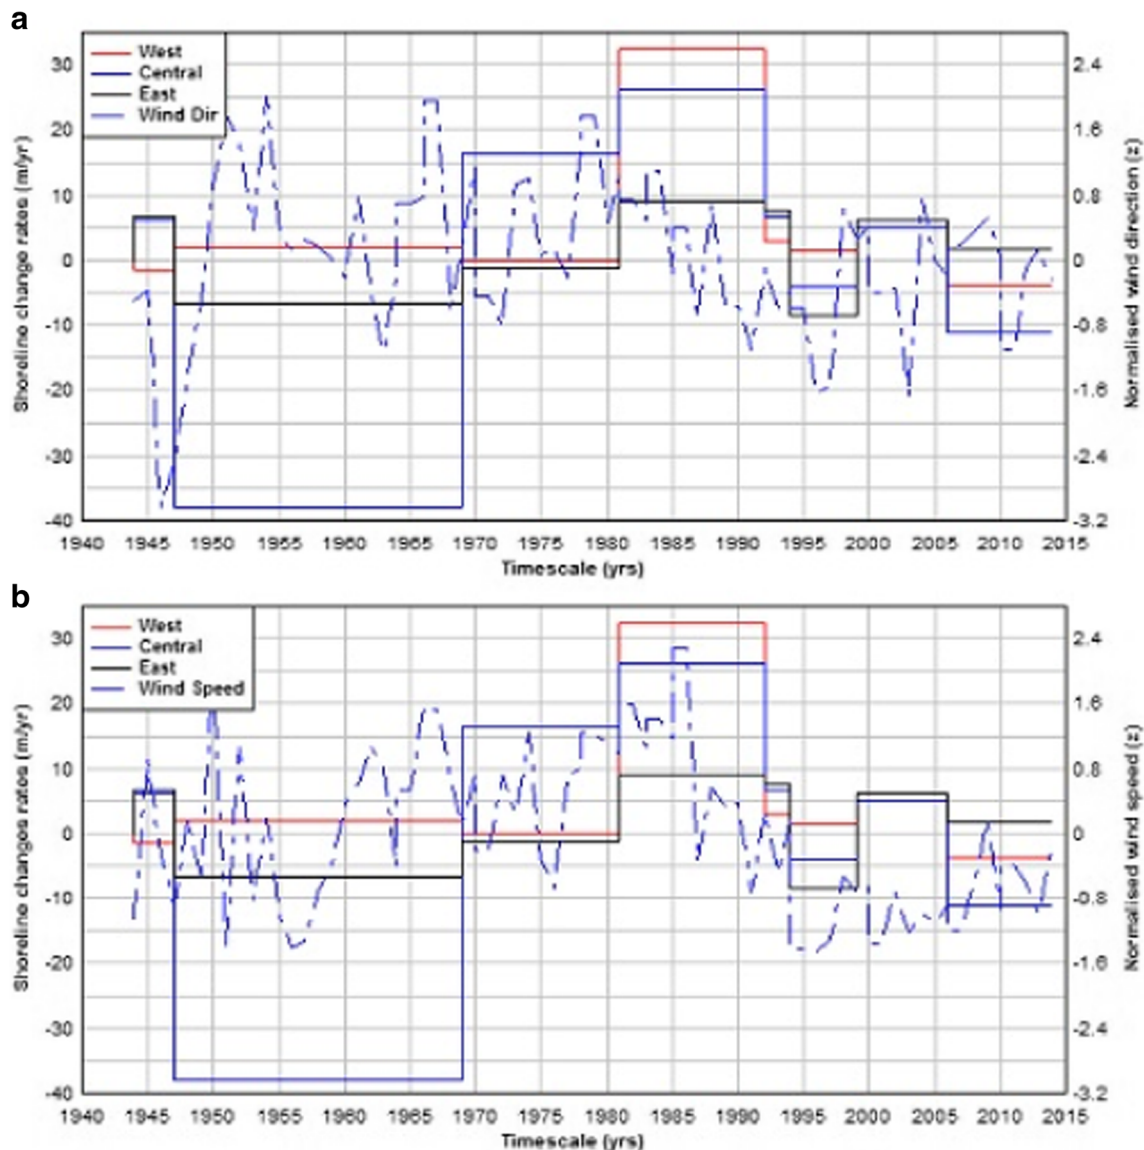 a
West
Central
East
Wind Dir
Shoreline change rates (m/yr)
30
20
10
0
-10
-20
-30
-40
2.4
1.6
0.8
0
-0.8
-1.6
-2.4
-3.2
Normalised wind direction (z)
1940 1945 1950 1955 1960 1965 1970 1975 1980 1985 1990 1995 2000 2005 2010 2015
Timescale (yrs)
b
West
Central
East
Wind Speed
Shoreline changes rates (m/yr)
30
20
10
0
-10
-20
-30
-40
2.4
1.6
0.8
0
-0.8
-1.6
-2.4
-3.2
Normalised wind speed (z)
1940 1945 1950 1955 1960 1965 1970 1975 1980 1985 1990 1995 2000 2005 2010 2015
Timescale (yrs)